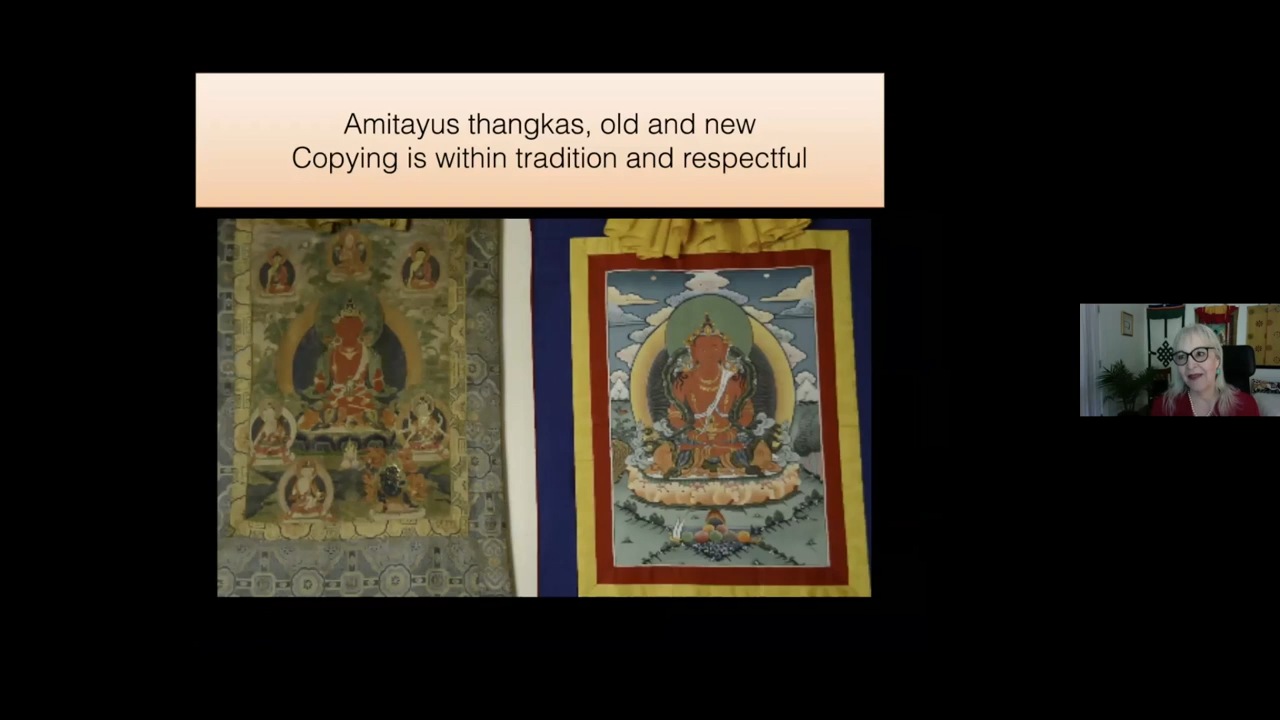 Amitayus thangkas, old and new
Copying is within tradition and respectful